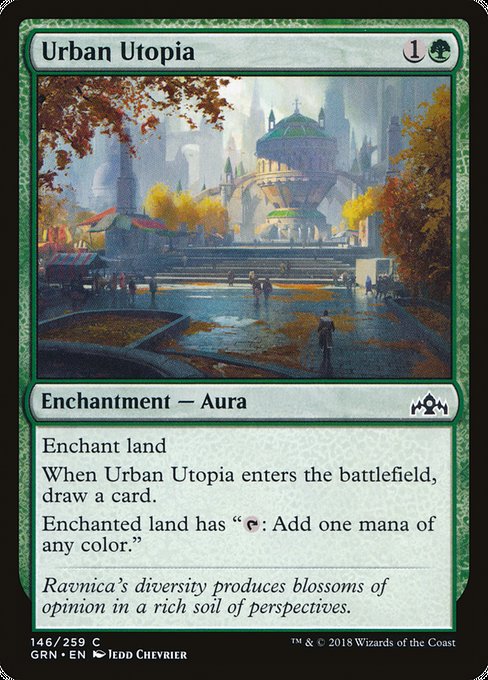 Urban Utopia 1
Enchantment — Aura
Enchant land
When Urban Utopia enters the battlefield,
draw a card.
Enchanted land has “: Add one mana of
any color.”
Ravnica’s diversity produces blossoms of
opinion in a rich soil of perspectives.
146/259 C
™ & © 2018 Wizards of the Coast
GRN • EN Jedd Chevrier